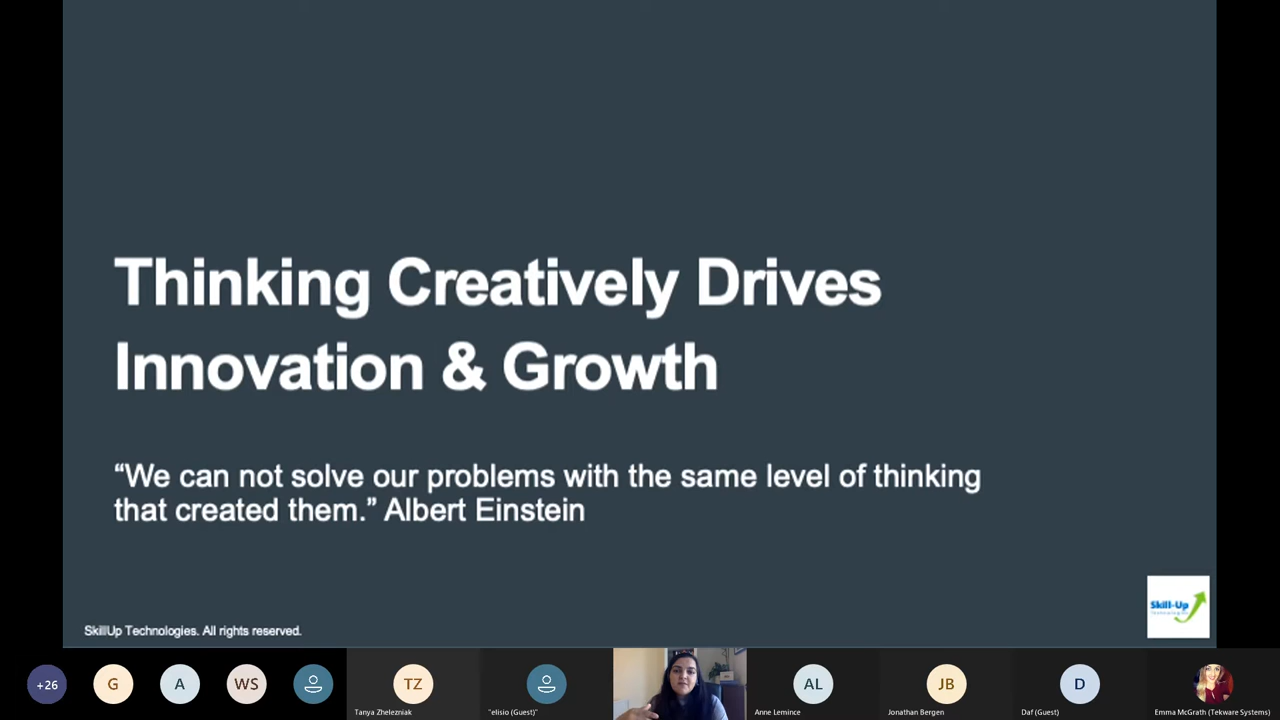 Thinking Creatively Drives
Innovation & Growth
“We can not solve our problems with the same level of thinking
that created them.” Albert Einstein
Skill-Up
SkillUp Technologies. All rights reserved.
+26
G
A
WS
TZ
AL
JB
D
Tanya Zhelezniak
"elisio (Guest)"
Anne Lemince
Jonathan Bergen
Daf (Guest)
Emma McGrath (Tekware Systems)